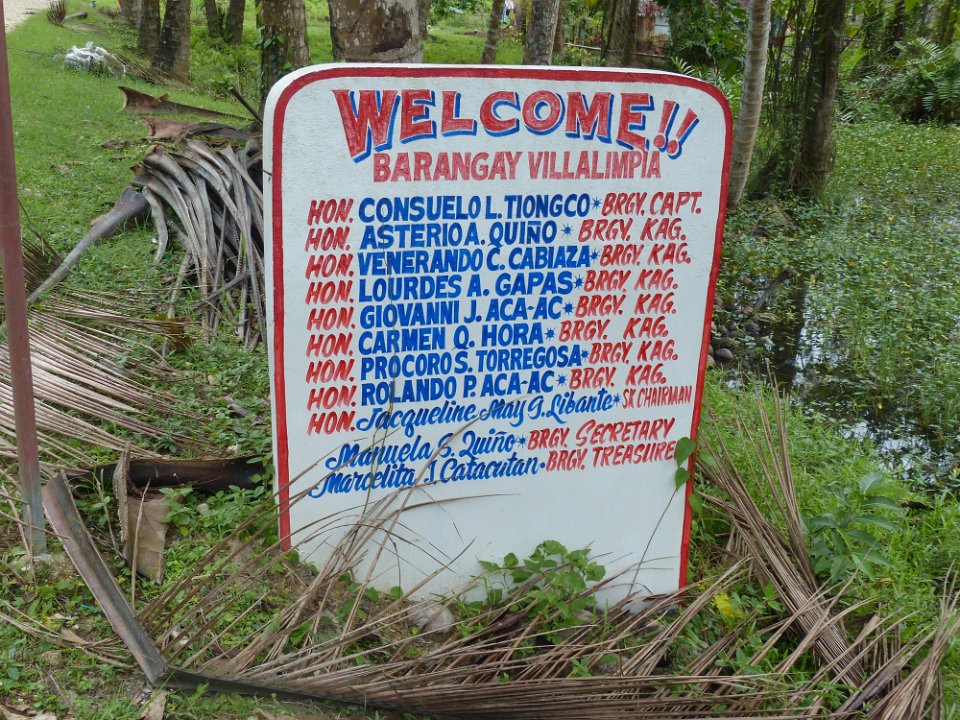 WELCOME!!
BARANGAY VILLALIMPIA
HON. CONSUELO L. TIONGCO * BRGY. CAPT.
HON. ASTERIO A. QUIÑO * BRGY. KAG.
HON. VENERANDO C. CABIAZA * BRGY. KAG.
HON. LOURDES A. GAPAS * BRGY. KAG.
HON. GIOVANNI J. ACA-AC * BRGY. KAG.
HON. CARMEN Q. HORA * BRGY. KAG.
HON. PROCORO S. TORREGOSA * BRGY. KAG.
HON. ROLANDO P. ACA-AC * BRGY. KAG.
HON. Jacqueline May G. Libante * SK CHAIRMAN
Manuela S. Quiño * BRGY. SECRETARY
Marcelita J. Catacutan * BRGY. TREASURER